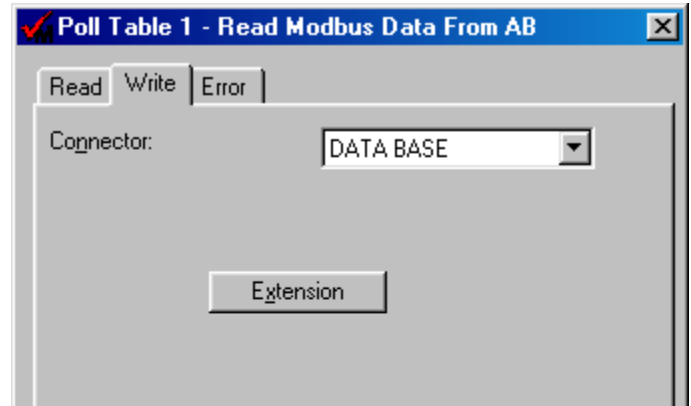 Poll Table 1 - Read Modbus Data From AB
Read Write Error
Connector: DATA BASE
Extension